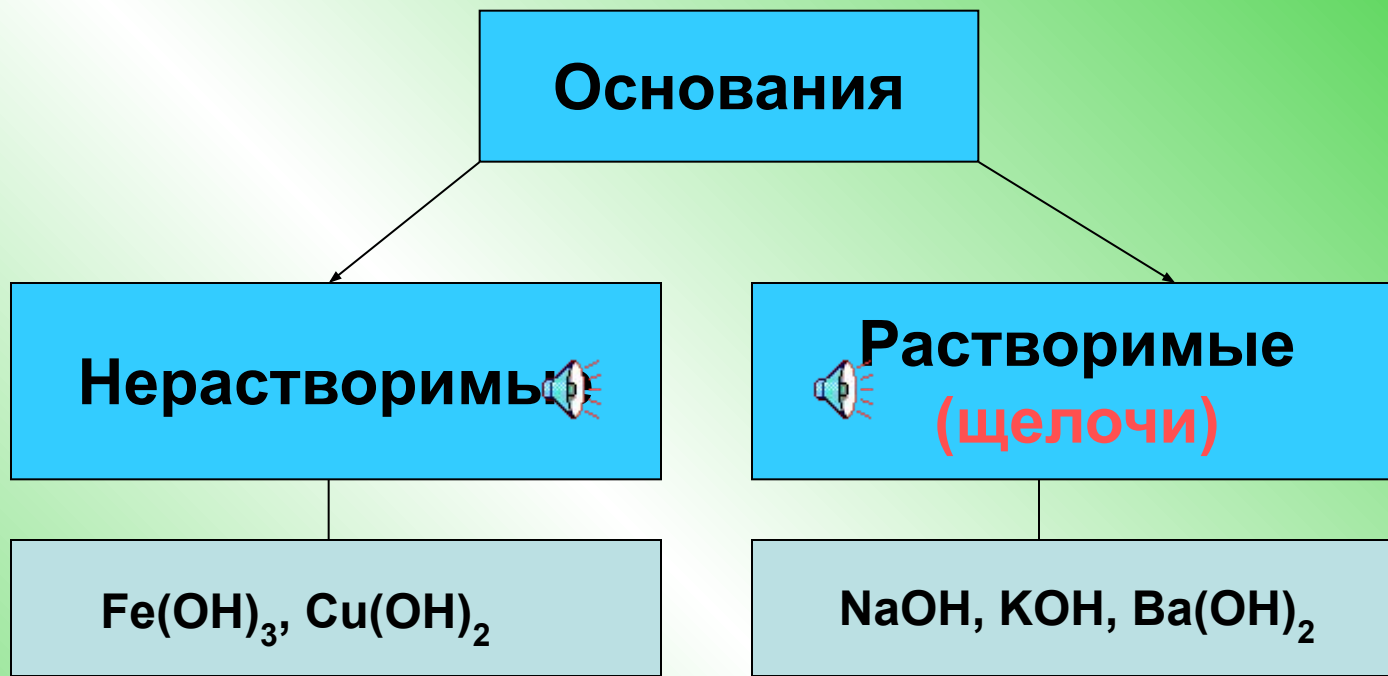 Основания
Нерастворимые
Растворимые
(щелочи)
Fe(OH)₃, Cu(OH)₂
NaOH, KOH, Ba(OH)₂